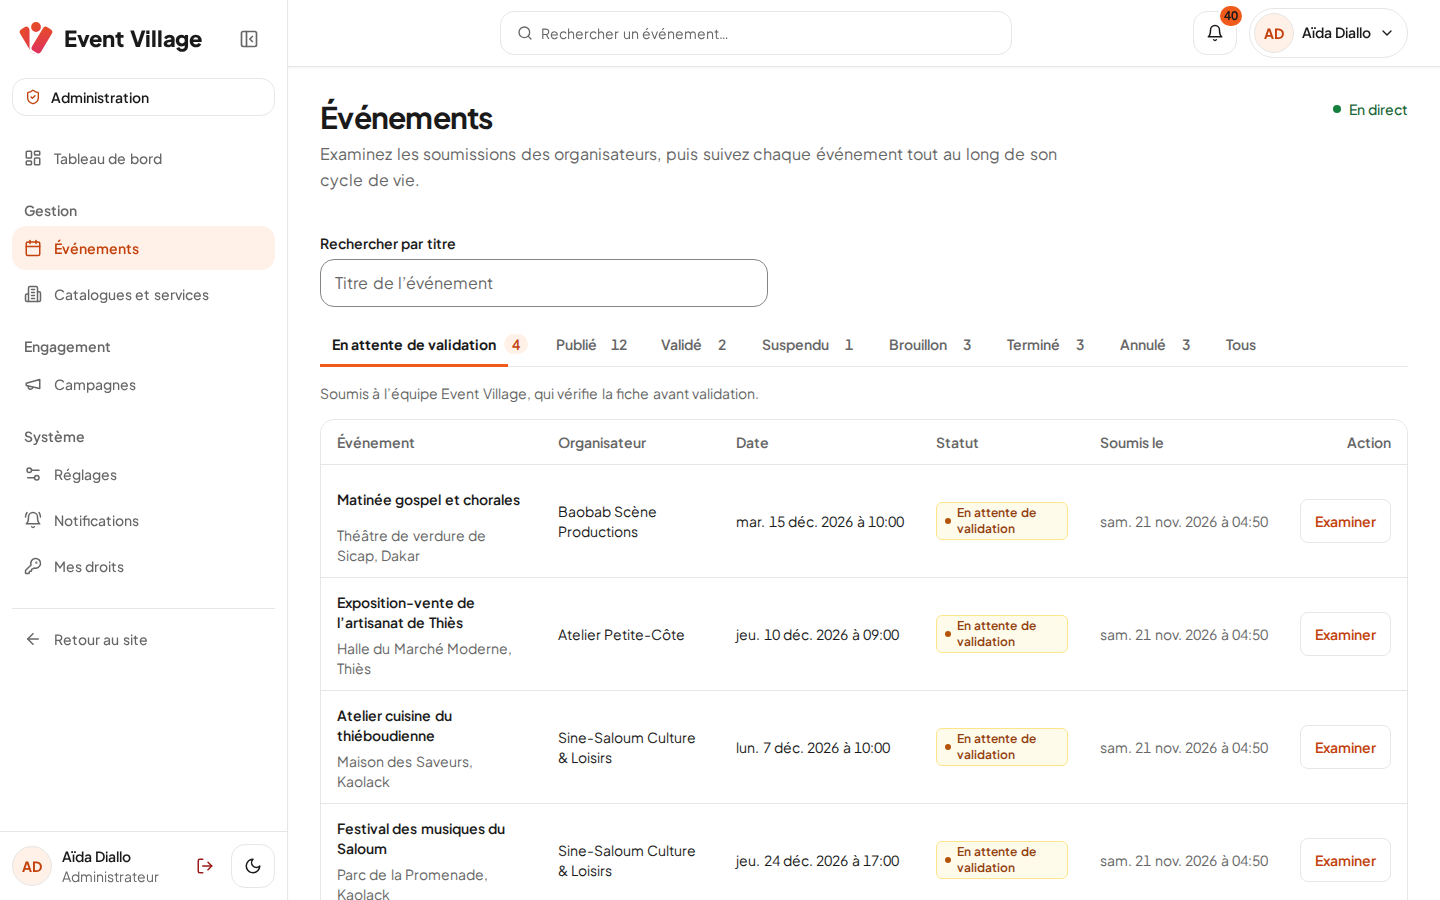 Event Village
Administration
Tableau de bord
Gestion
Événements
Catalogues et services
Engagement
Campagnes
Système
Réglages
Notifications
Mes droits
Retour au site
AD
Aïda Diallo
Administrateur
Rechercher un événement…
40
AD
Aïda Diallo
Événements
En direct
Examinez les soumissions des organisateurs, puis suivez chaque événement tout au long de son
cycle de vie.
Rechercher par titre
Titre de l’événement
En attente de validation 4 Publié 12 Validé 2 Suspendu 1 Brouillon 3 Terminé 3 Annulé 3 Tous
Soumis à l’équipe Event Village, qui vérifie la fiche avant validation.
Événement Organisateur Date Statut Soumis le Action
Matinée gospel et chorales
Théâtre de verdure de
Sicap, Dakar
Baobab Scène
Productions
mar. 15 déc. 2026 à 10:00
En attente de
validation
sam. 21 nov. 2026 à 04:50
Examiner
Exposition-vente de
l’artisanat de Thiès
Halle du Marché Moderne,
Thiès
Atelier Petite-Côte
jeu. 10 déc. 2026 à 09:00
En attente de
validation
sam. 21 nov. 2026 à 04:50
Examiner
Atelier cuisine du
thiéboudienne
Maison des Saveurs,
Kaolack
Sine-Saloum Culture
& Loisirs
lun. 7 déc. 2026 à 10:00
En attente de
validation
sam. 21 nov. 2026 à 04:50
Examiner
Festival des musiques du
Saloum
Parc de la Promenade,
Kaolack
Sine-Saloum Culture
& Loisirs
jeu. 24 déc. 2026 à 17:00
En attente de
validation
sam. 21 nov. 2026 à 04:50
Examiner